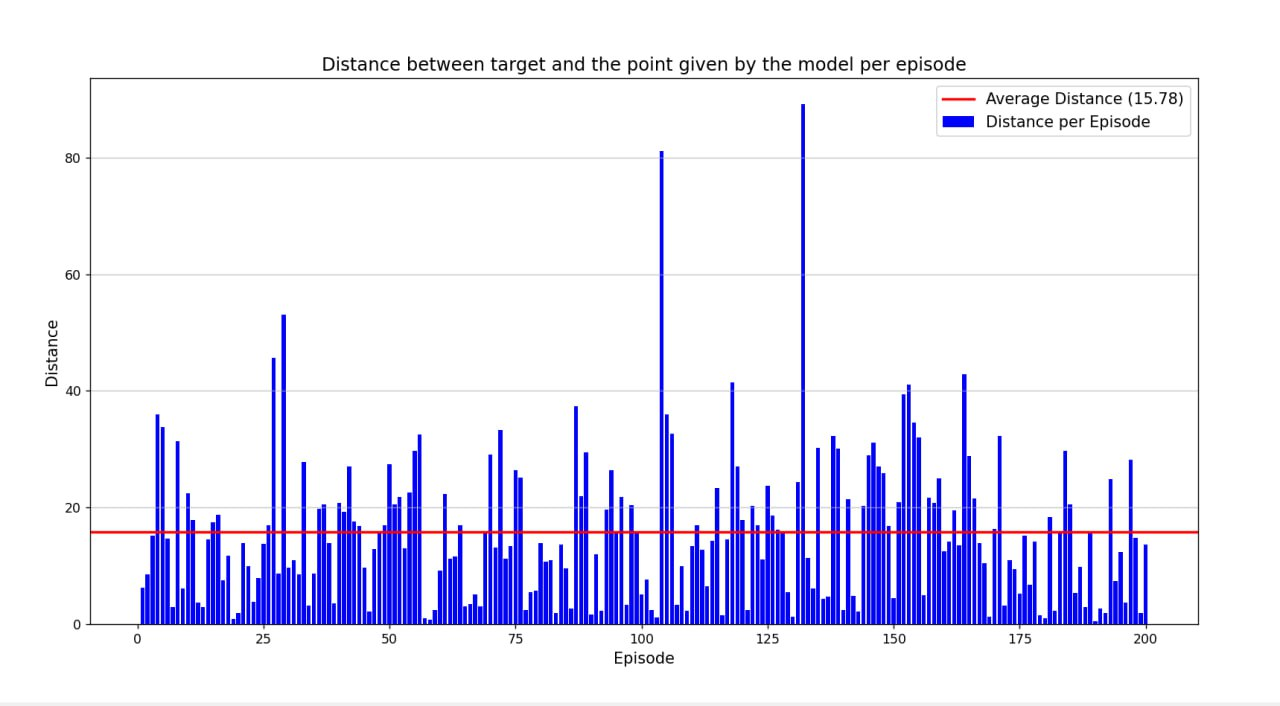 Distance between target and the point given by the model per episode
Average Distance (15.78)
Distance per Episode
80
60
40
20
0
Distance
0 25 50 75 100 125 150 175 200
Episode